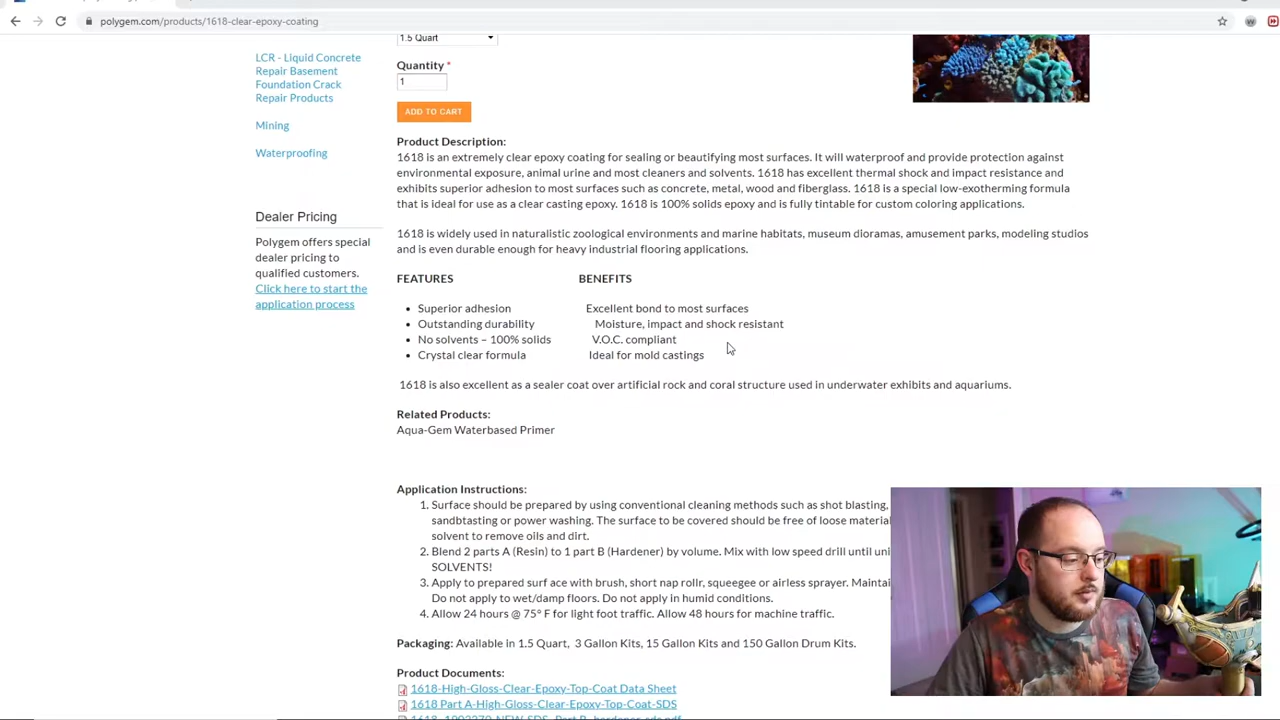 polygem.com/products/1618-clear-epoxy-coating
1.5 Quart
LCR - Liquid Concrete
Repair Basement
Foundation Crack
Repair Products
Mining
Waterproofing
Dealer Pricing
Polygem offers special
dealer pricing to
qualified customers.
Click here to start the
application process
Quantity *
1
ADD TO CART
Product Description:
1618 is an extremely clear epoxy coating for sealing or beautifying most surfaces. It will waterproof and provide protection against
environmental exposure, animal urine and most cleaners and solvents. 1618 has excellent thermal shock and impact resistance and
exhibits superior adhesion to most surfaces such as concrete, metal, wood and fiberglass. 1618 is a special low-exotherming formula
that is ideal for use as a clear casting epoxy. 1618 is 100% solids epoxy and is fully tintable for custom coloring applications.
1618 is widely used in naturalistic zoological environments and marine habitats, museum dioramas, amusement parks, modeling studios
and is even durable enough for heavy industrial flooring applications.
FEATURES BENEFITS
• Superior adhesion Excellent bond to most surfaces
• Outstanding durability Moisture, impact and shock resistant
• No solvents – 100% solids V.O.C. compliant
• Crystal clear formula Ideal for mold castings
1618 is also excellent as a sealer coat over artificial rock and coral structure used in underwater exhibits and aquariums.
Related Products:
Aqua-Gem Waterbased Primer
Application Instructions:
1. Surface should be prepared by using conventional cleaning methods such as shot blasting,
sandbtasting or power washing. The surface to be covered should be free of loose material
solvent to remove oils and dirt.
2. Blend 2 parts A (Resin) to 1 part B (Hardener) by volume. Mix with low speed drill until uni
SOLVENTS!
3. Apply to prepared surf ace with brush, short nap rollr, squeegee or airless sprayer. Maintai
Do not apply to wet/damp floors. Do not apply in humid conditions.
4. Allow 24 hours @ 75° F for light foot traffic. Allow 48 hours for machine traffic.
Packaging: Available in 1.5 Quart, 3 Gallon Kits, 15 Gallon Kits and 150 Gallon Drum Kits.
Product Documents:
1618-High-Gloss-Clear-Epoxy-Top-Coat Data Sheet
1618 Part A-High-Gloss-Clear-Epoxy-Top-Coat-SDS